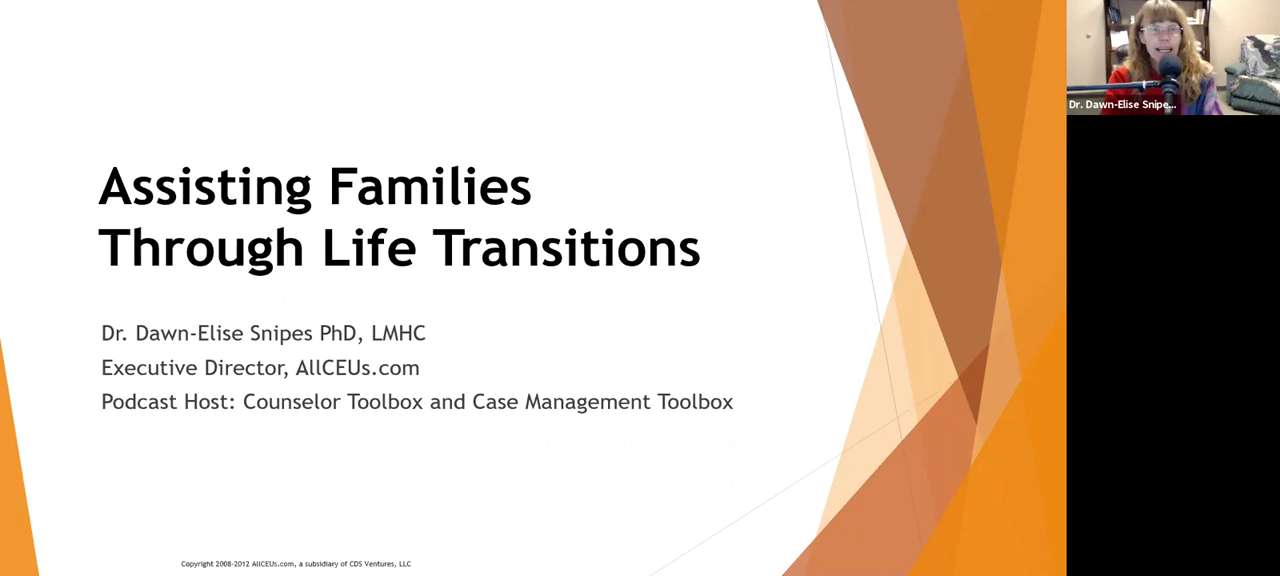 Assisting Families
Through Life Transitions
Dr. Dawn-Elise Snipes PhD, LMHC
Executive Director, AllCEUs.com
Podcast Host: Counselor Toolbox and Case Management Toolbox
Copyright 2008-2012 AllCEUs.com, a subsidiary of CDS Ventures, LLC
Dr. Dawn-Elise Snipe...